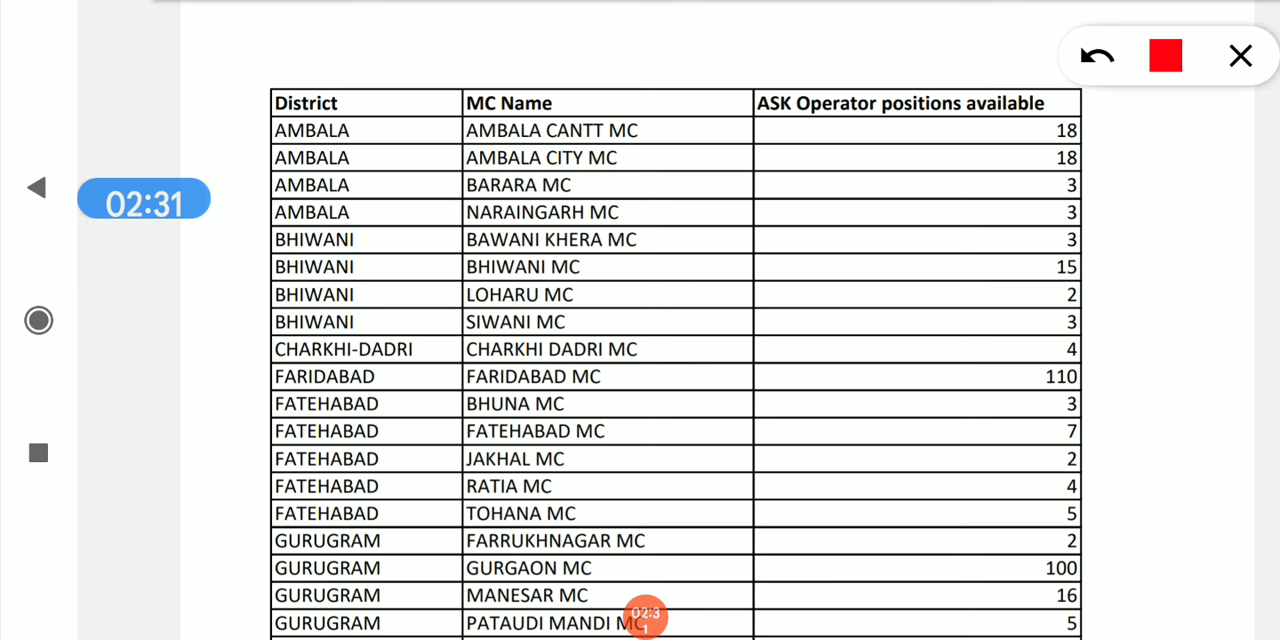 District MC Name ASK Operator positions available
AMBALA AMBALA CANTT MC 18
02:31
AMBALA AMBALA CITY MC 18
AMBALA BARARA MC 3
AMBALA NARAINGARH MC 3
BHIWANI BAWANI KHERA MC 3
BHIWANI BHIWANI MC 15
BHIWANI LOHARU MC 2
BHIWANI SIWANI MC 3
CHARKHI-DADRI CHARKHI DADRI MC 4
FARIDABAD FARIDABAD MC 110
FATEHABAD BHUNA MC 3
FATEHABAD FATEHABAD MC 7
FATEHABAD JAKHAL MC 2
FATEHABAD RATIA MC 4
FATEHABAD TOHANA MC 5
GURUGRAM FARRUKHNAGAR MC 2
GURUGRAM GURGAON MC 100
GURUGRAM MANESAR MC 16
GURUGRAM PATAUDI MANDI MC 5
02:3
1